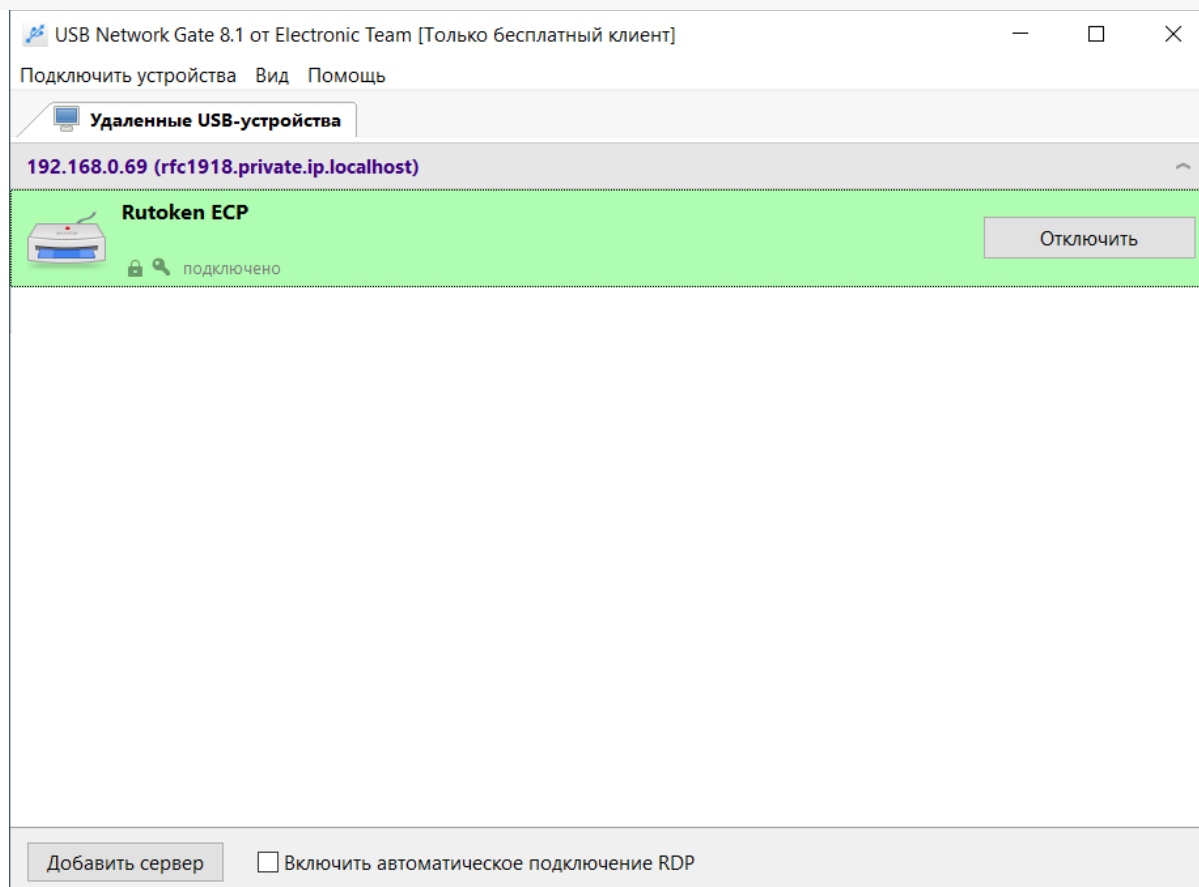 USB Network Gate 8.1 от Electronic Team [Только бесплатный клиент]
Подключить устройства Вид Помощь
Удаленные USB-устройства
192.168.0.69 (rfc1918.private.ip.localhost)
Rutoken ECP
Отключить
подключено
Добавить сервер
Включить автоматическое подключение RDP